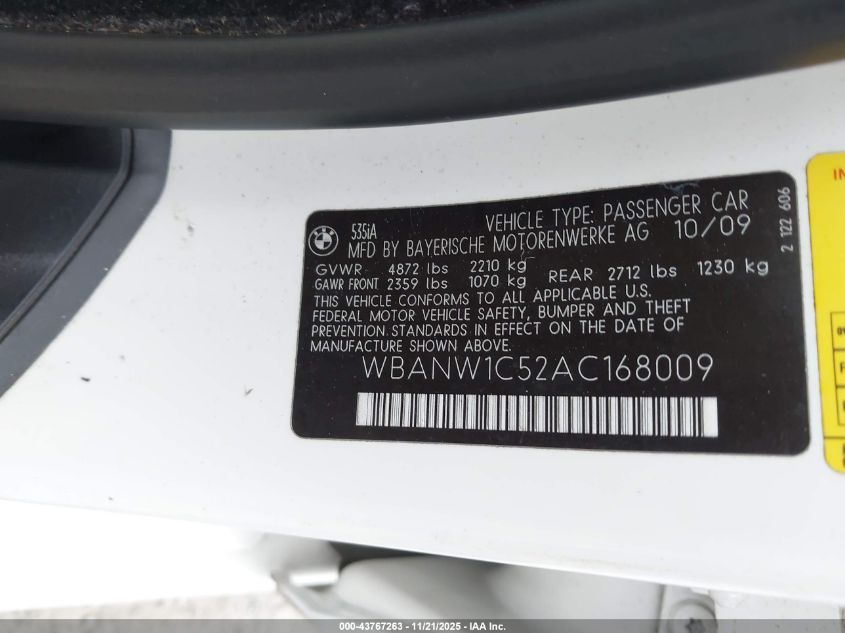 BMW
535iA
VEHICLE TYPE: PASSENGER CAR
MFD BY BAYERISCHE MOTORENWERKE AG 10/09
GVWR 4872 lbs 2210 kg
GAWR FRONT 2359 lbs 1070 kg REAR 2712 lbs 1230 kg
THIS VEHICLE CONFORMS TO ALL APPLICABLE U.S.
FEDERAL MOTOR VEHICLE SAFETY, BUMPER AND THEFT
PREVENTION STANDARDS IN EFFECT ON THE DATE OF
MANUFACTURE SHOWN ABOVE.
WBANW1C52AC168009
2 122 606
000-43767263 - 11/21/2025 - IAA Inc.